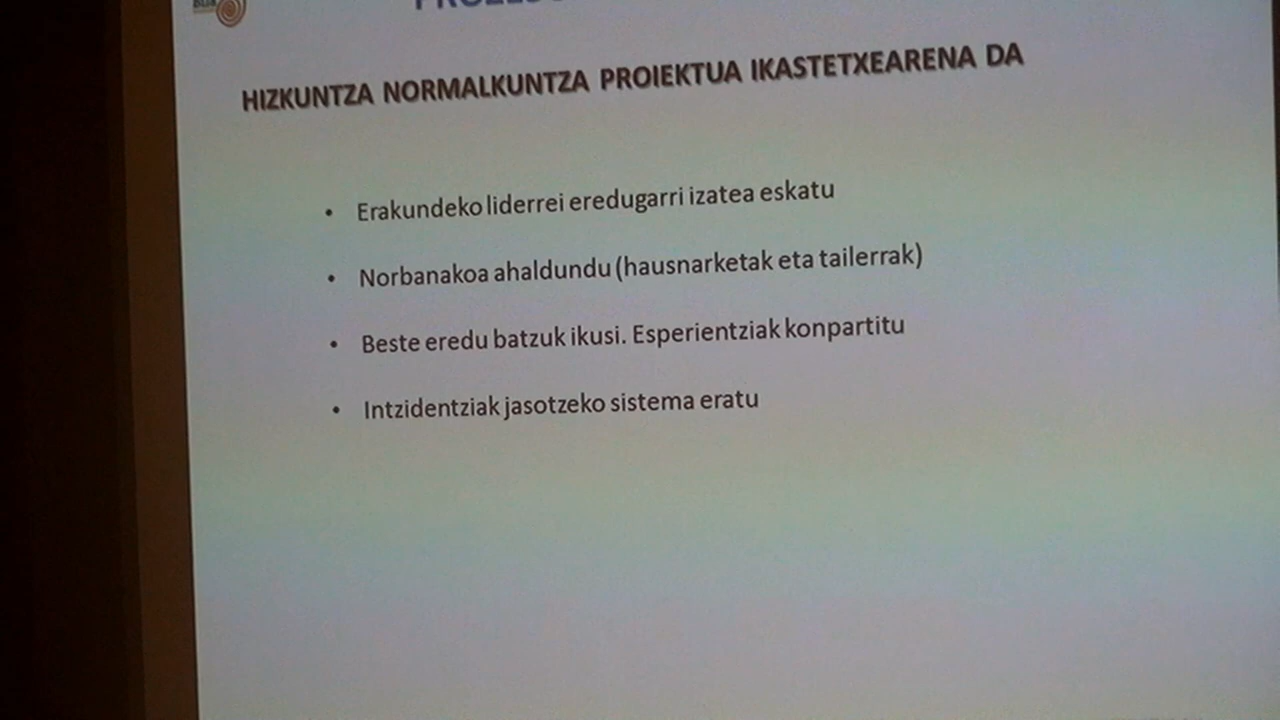 HIZKUNTZA NORMALKUNTZA PROIEKTUA IKASTETXEARENA DA
• Erakundeko liderrei eredugarri izatea eskatu
• Norbanakoa ahaldundu (hausnarketak eta tailerrak)
• Beste eredu batzuk ikusi. Esperientziak konpartitu
• Intzidentziak jasotzeko sistema eratu